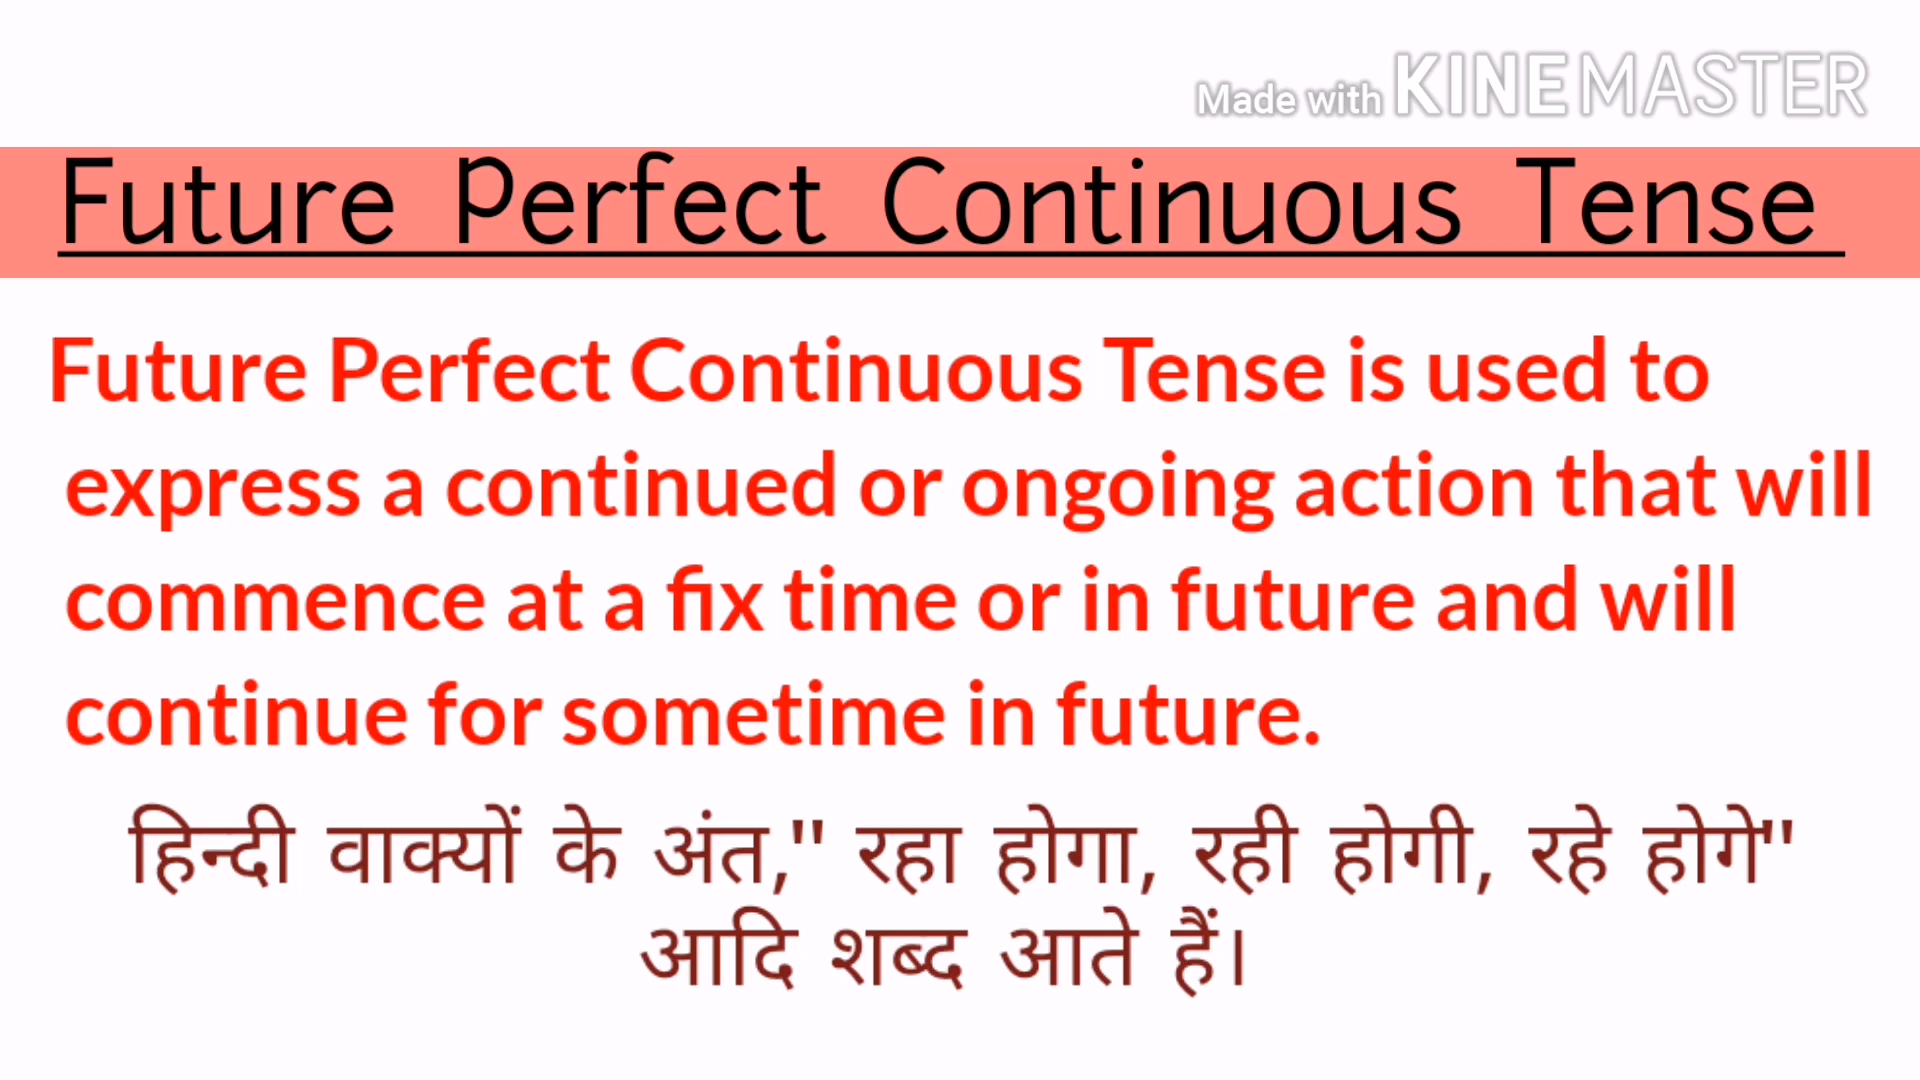 Made with KINEMASTER
Future Perfect Continuous Tense
Future Perfect Continuous Tense is used to
express a continued or ongoing action that will
commence at a fix time or in future and will
continue for sometime in future.
हिन्दी वाक्यों के अंत," रहा होगा, रही होगी, रहे होगे"
आदि शब्द आते हैं।